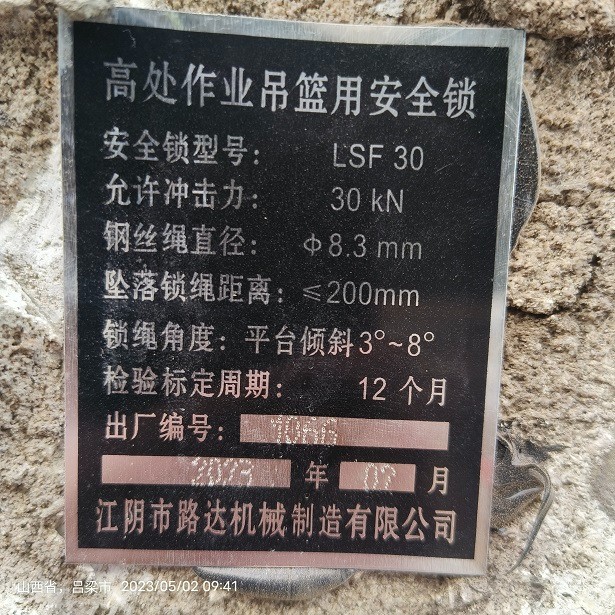 高处作业吊篮用安全锁
安全锁型号: LSF 30
允许冲击力: 30 kN
钢丝绳直径: φ8.3 mm
坠落锁绳距离: ≤200mm
锁绳角度: 平台倾斜3°~8°
检验标定周期: 12 个月
出厂编号: 1066
年 月
江阴市路达机械制造有限公司
山西省, 吕梁市 2023/05/02 09:41